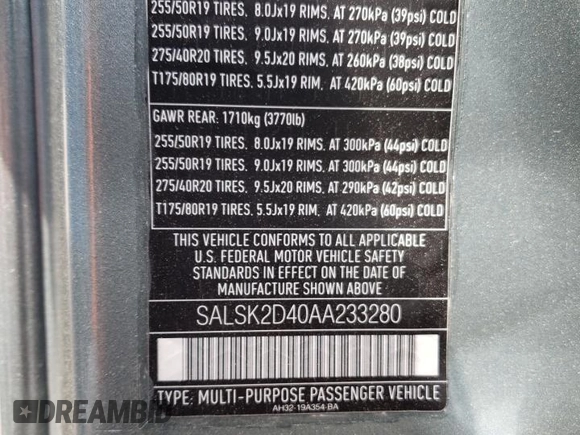 255/50R19 TIRES. 8.0Jx19 RIMS. AT 270kPa (39psi) COLD
255/50R19 TIRES. 9.0Jx19 RIMS. AT 270kPa (39psi) COLD
275/40R20 TIRES. 9.5Jx20 RIMS. AT 260kPa (38psi) COLD
T175/80R19 TIRES. 5.5Jx19 RIM. AT 420kPa (60psi) COLD
GAWR REAR: 1710kg (3770lb)
255/50R19 TIRES. 8.0Jx19 RIMS. AT 300kPa (44psi) COLD
255/50R19 TIRES. 9.0Jx19 RIMS. AT 300kPa (44psi) COLD
275/40R20 TIRES. 9.5Jx20 RIMS. AT 290kPa (42psi) COLD
T175/80R19 TIRES. 5.5Jx19 RIM. AT 420kPa (60psi) COLD
THIS VEHICLE CONFORMS TO ALL APPLICABLE
U.S. FEDERAL MOTOR VEHICLE SAFETY
STANDARDS IN EFFECT ON THE DATE OF
MANUFACTURE SHOWN ABOVE
SALSK2D40AA233280
TYPE: MULTI-PURPOSE PASSENGER VEHICLE
AH32-19A354-BA
DREAMBID